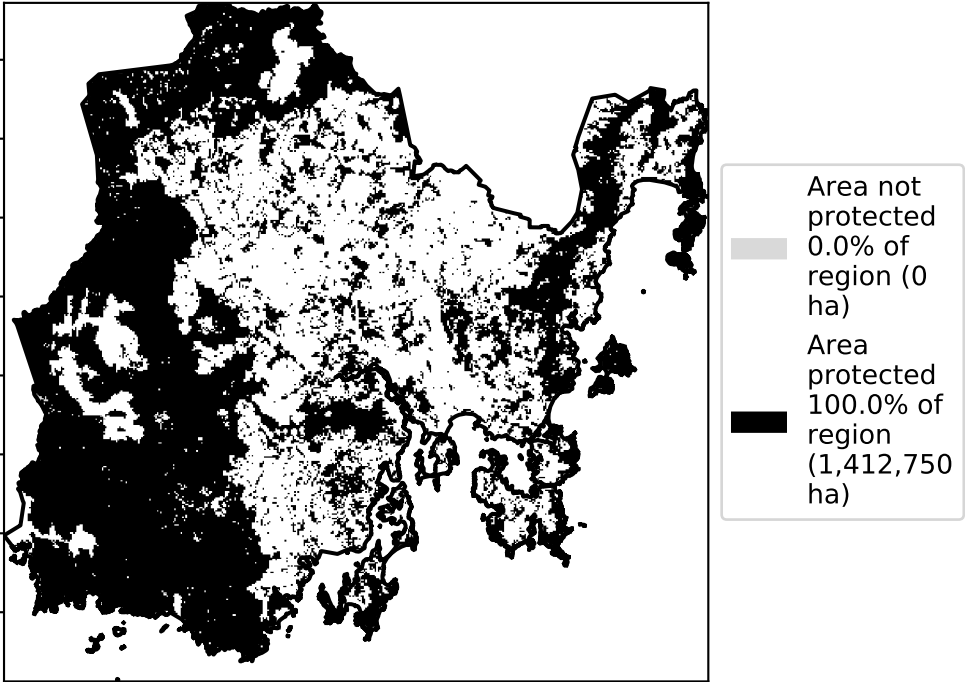 Area not
protected
0.0% of
region (0
ha)
Area
protected
100.0% of
region
(1,412,750
ha)